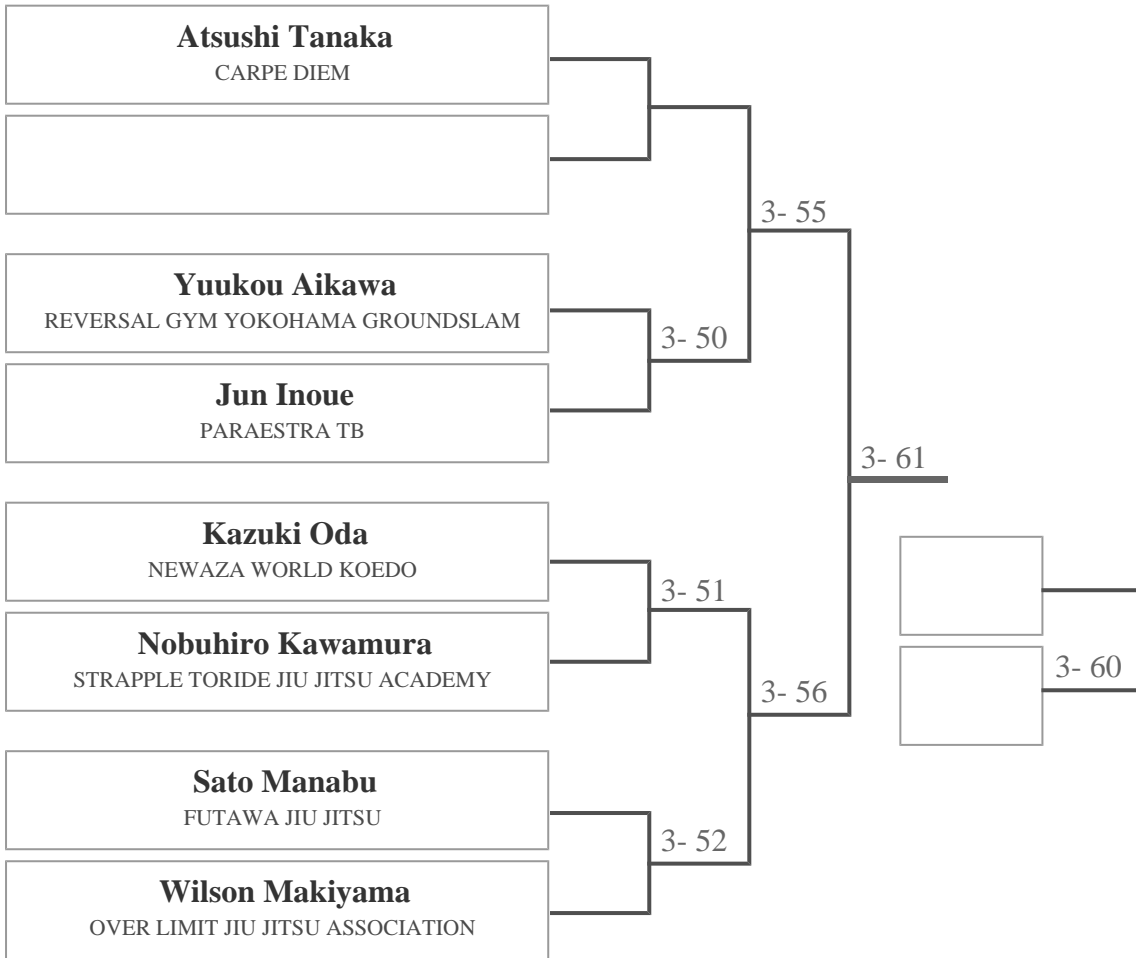 Atsushi Tanaka
CARPE DIEM
3- 55
Yuukou Aikawa
REVERSAL GYM YOKOHAMA GROUNDSLAM
3- 50
Jun Inoue
PARAESTRA TB
3- 61
Kazuki Oda
NEWAZA WORLD KOEDO
3- 51
Nobuhiro Kawamura
STRAPPLE TORIDE JIU JITSU ACADEMY
3- 56
3- 60
Sato Manabu
FUTAWA JIU JITSU
3- 52
Wilson Makiyama
OVER LIMIT JIU JITSU ASSOCIATION